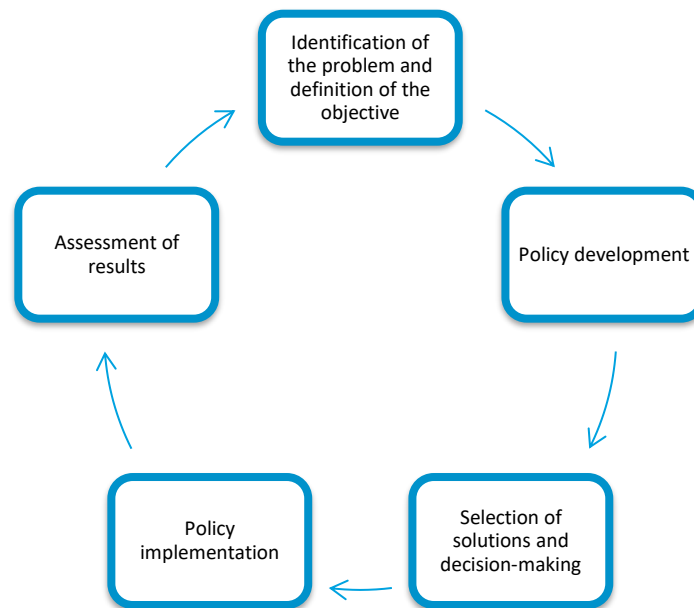 Identification of
the problem and
definition of the
objective
Policy development
Selection of
solutions and
decision-making
Policy
implementation
Assessment of
results